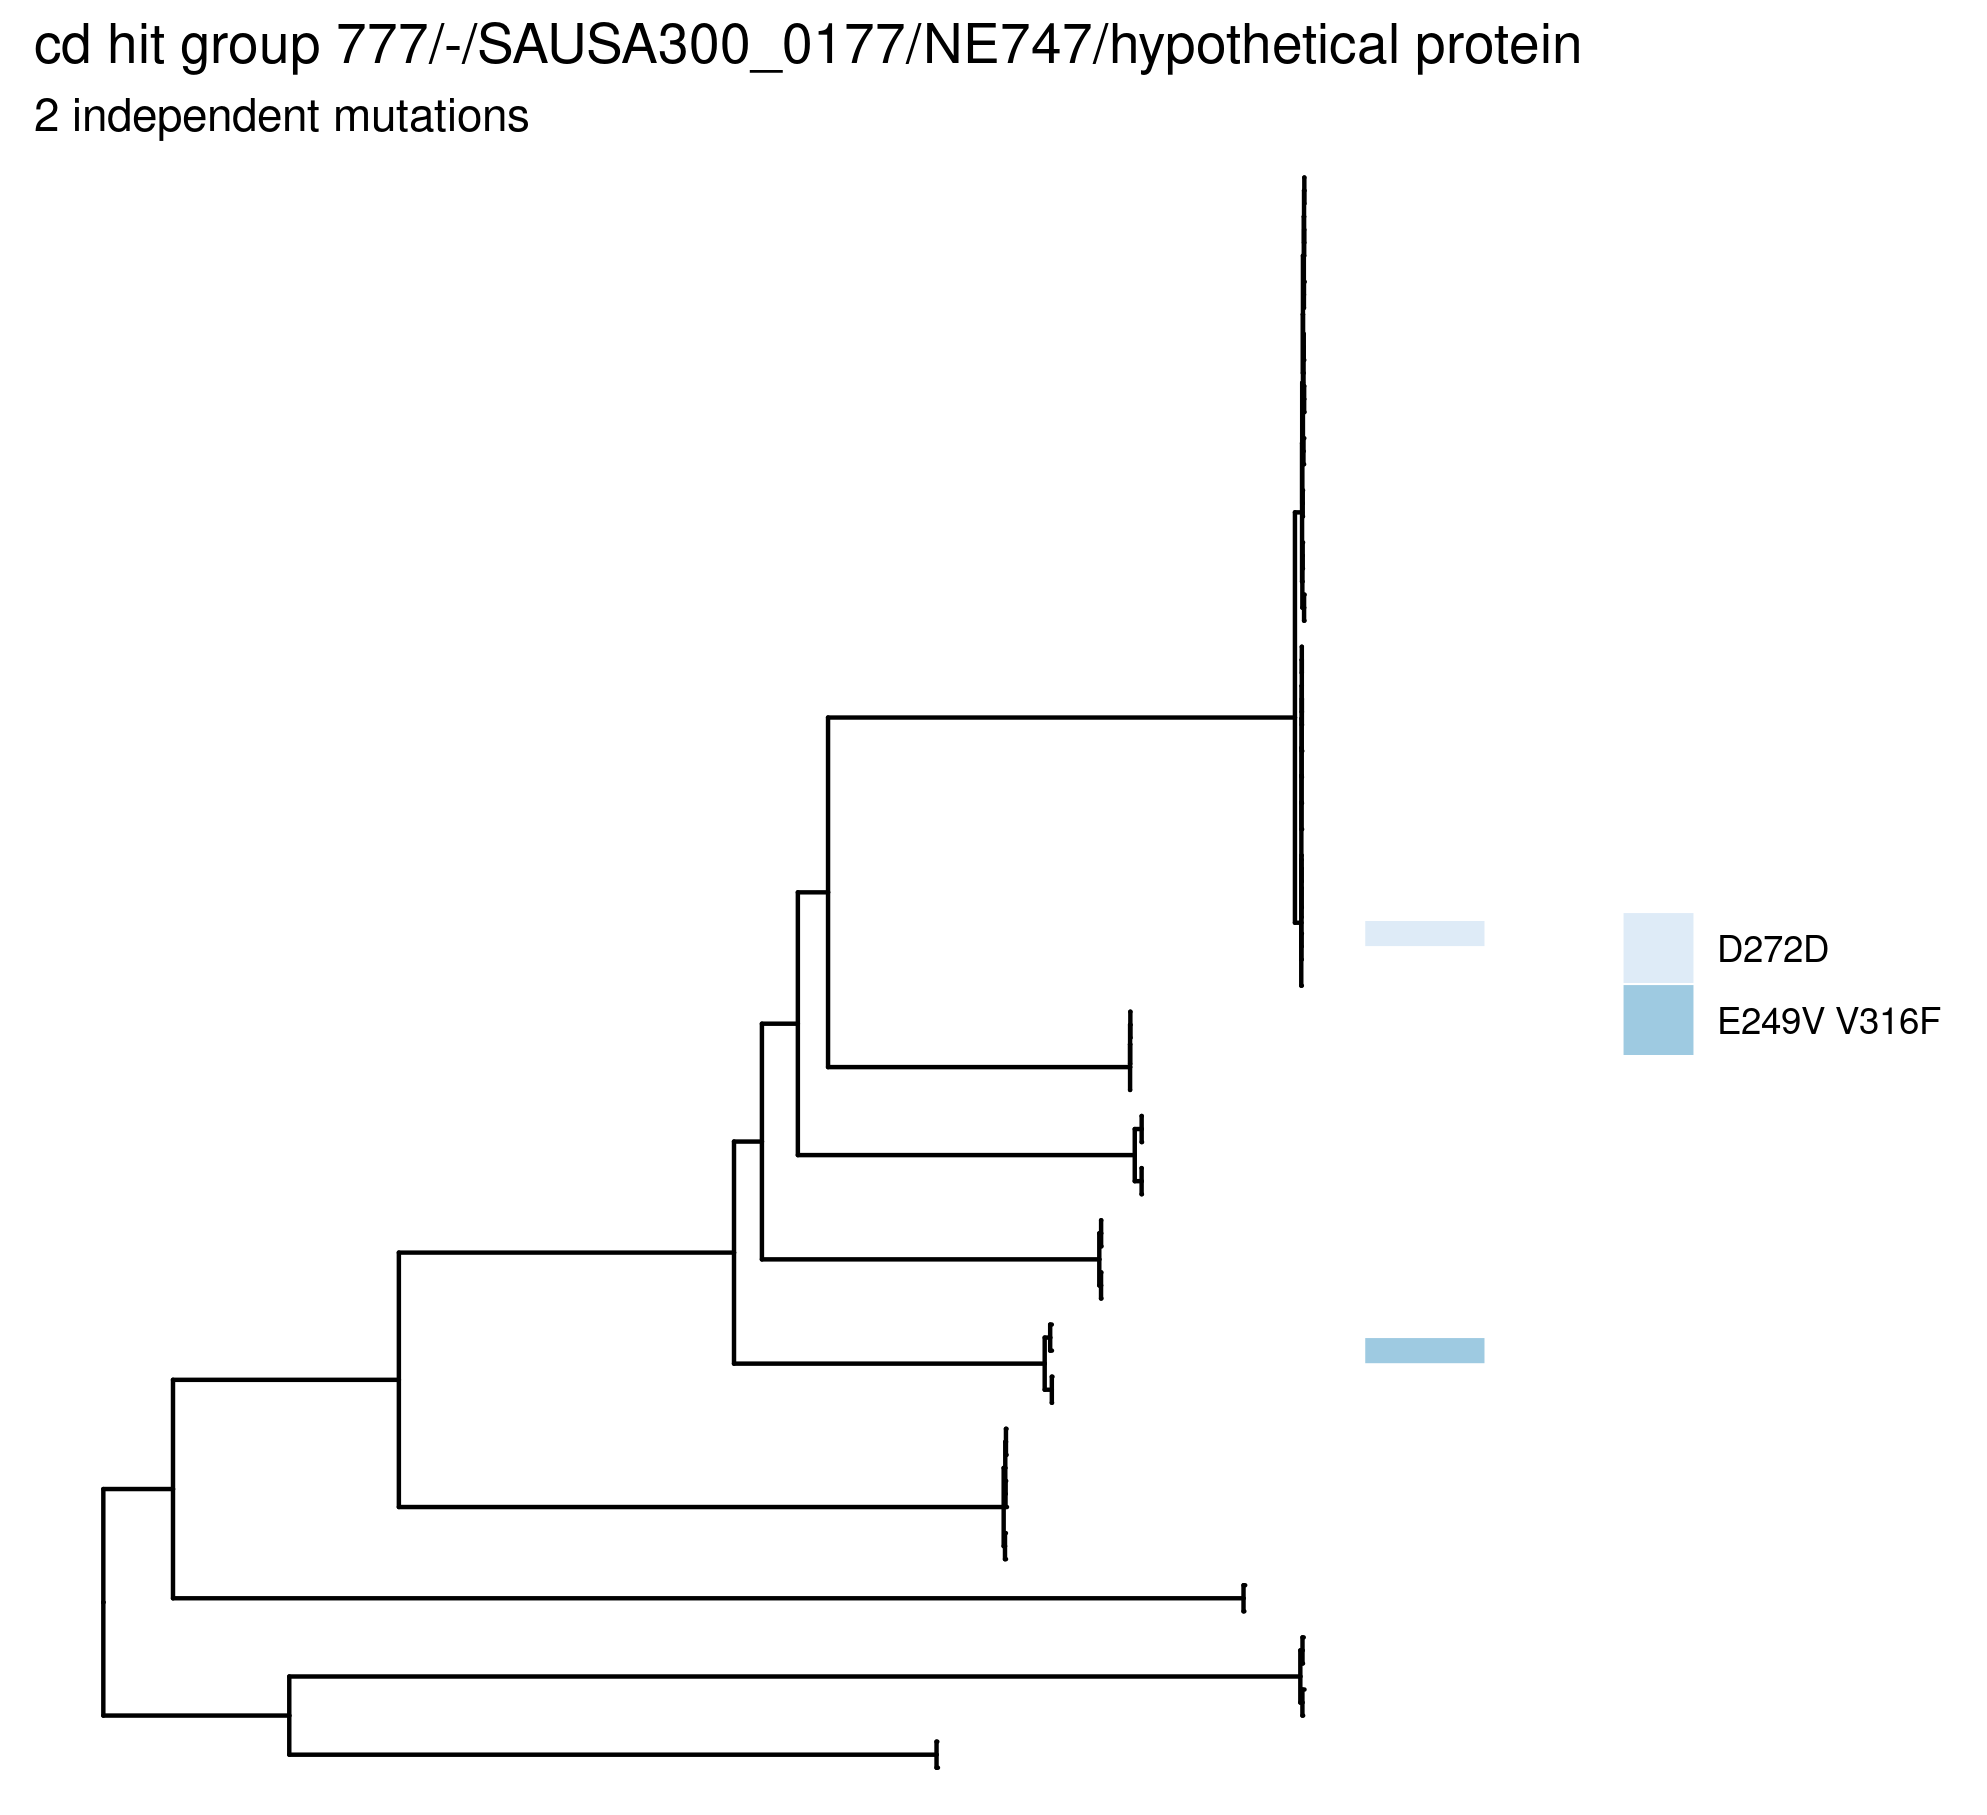 cd hit group 777/-/SAUSA300_0177/NE747/hypothetical protein
2 independent mutations
D272D
E249V V316F